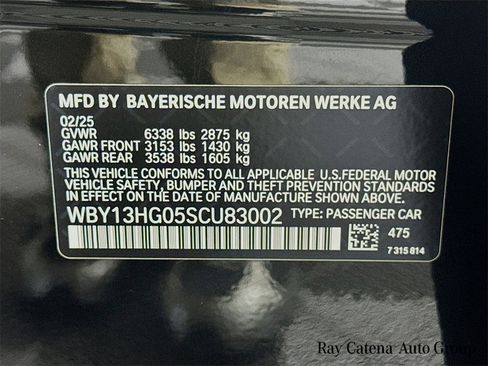 MFD BY BAYERISCHE MOTOREN WERKE AG
02/25
GVWR 6338 lbs 2875 kg
GAWR FRONT 3153 lbs 1430 kg
GAWR REAR 3538 lbs 1605 kg
THIS VEHICLE CONFORMS TO ALL APPLICABLE U.S.FEDERAL MOTOR
VEHICLE SAFETY, BUMPER AND THEFT PREVENTION STANDARDS
IN EFFECT ON THE DATE OF MANUFACTURE SHOWN ABOVE.
WBY13HG05SCU83002 TYPE: PASSENGER CAR
475
7 315 814
Ray Catena Auto Group